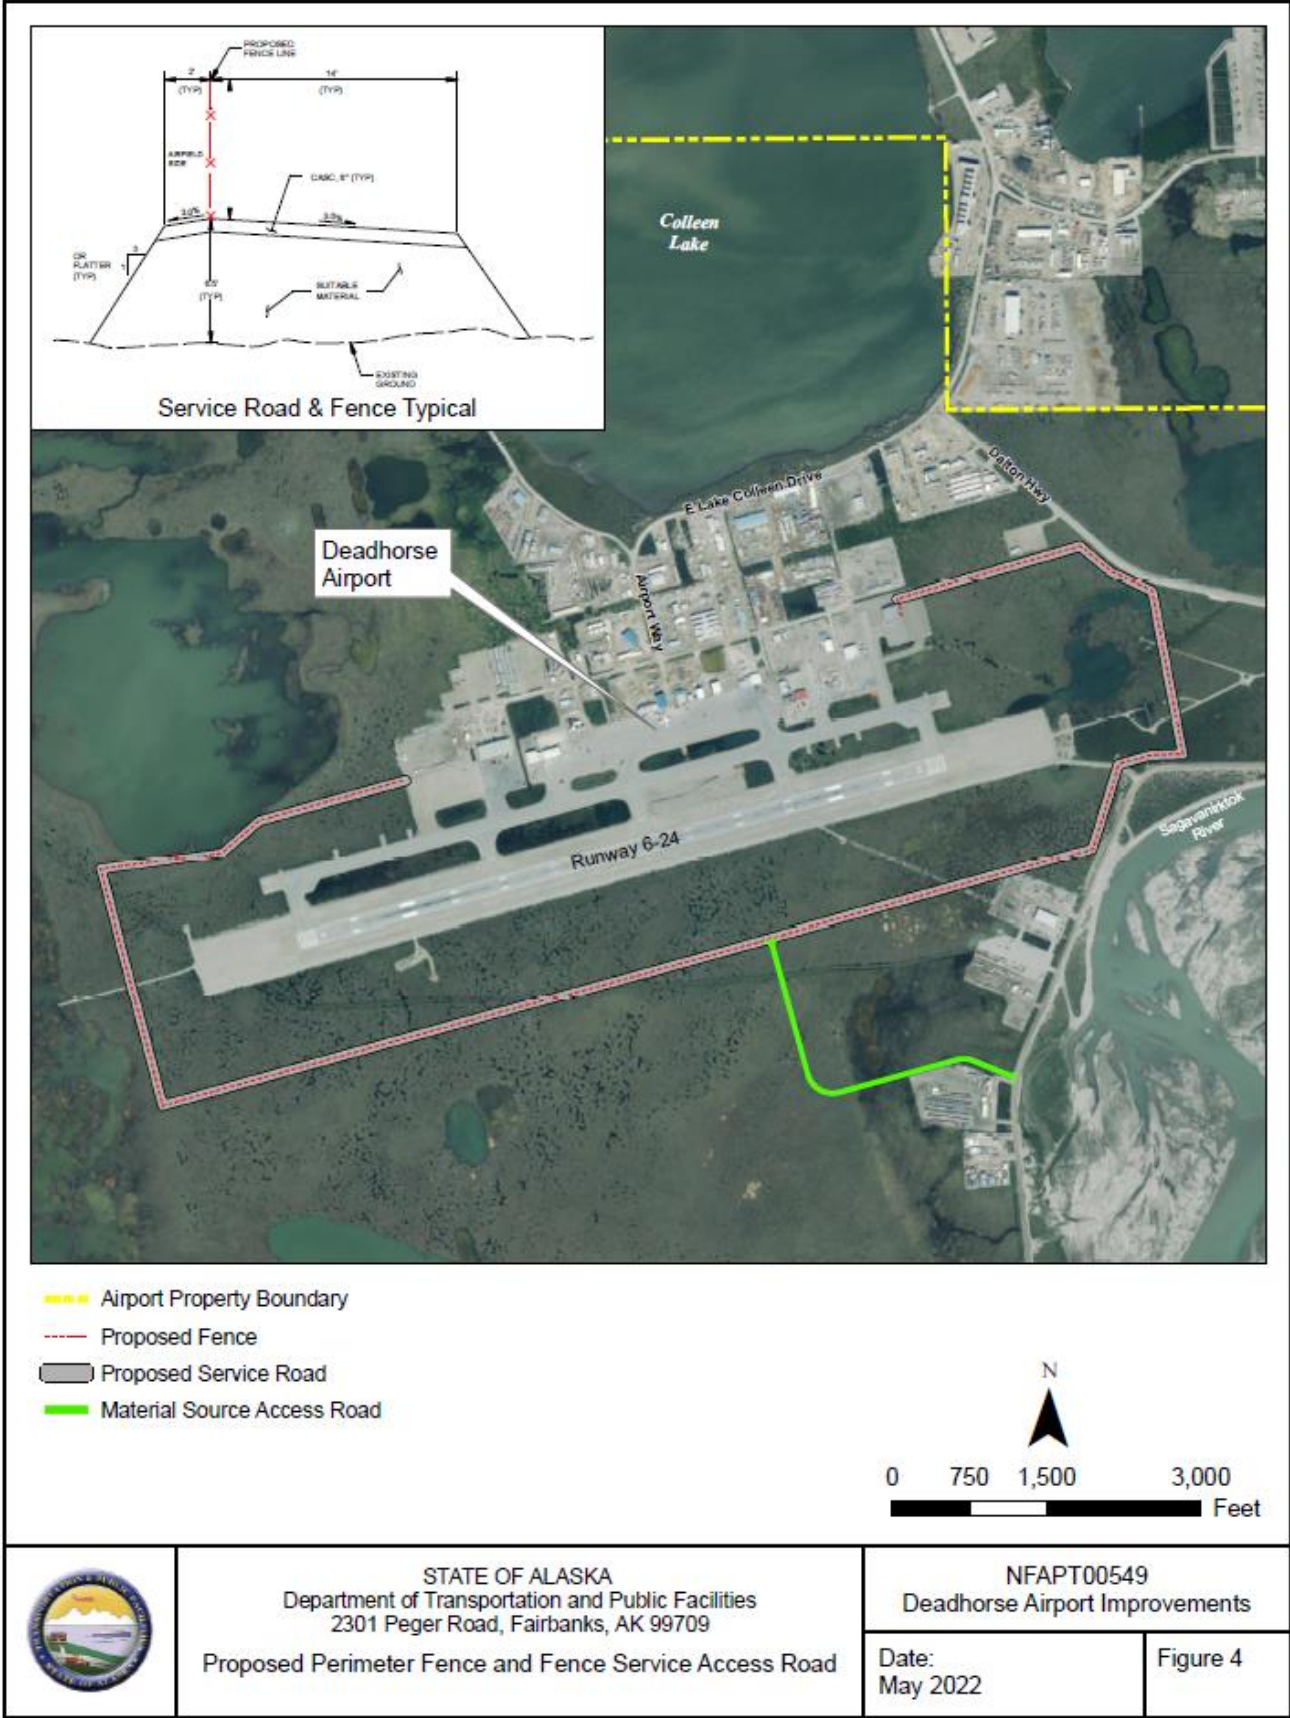 PROPOSED
FENCE LINE
2'
(TYP)
14'
(TYP)
AIRFIELD
SIDE
CABC, 6" (TYP)
3.0%
3.0%
OR
FLATTER
(TYP)
3
1
6.5'
(TYP)
SUITABLE
MATERIAL
EXISTING
GROUND
Service Road & Fence Typical
Colleen
Lake
Dalton Hwy
E Lake Colleen Drive
Deadhorse
Airport
Airport Way
Runway 6-24
Sagavanirktok
River
Airport Property Boundary
Proposed Fence
Proposed Service Road
Material Source Access Road
N
0 750 1,500 3,000
Feet
STATE OF ALASKA
Department of Transportation and Public Facilities
2301 Peger Road, Fairbanks, AK 99709
Proposed Perimeter Fence and Fence Service Access Road
NFAPT00549
Deadhorse Airport Improvements
Date:
May 2022
Figure 4